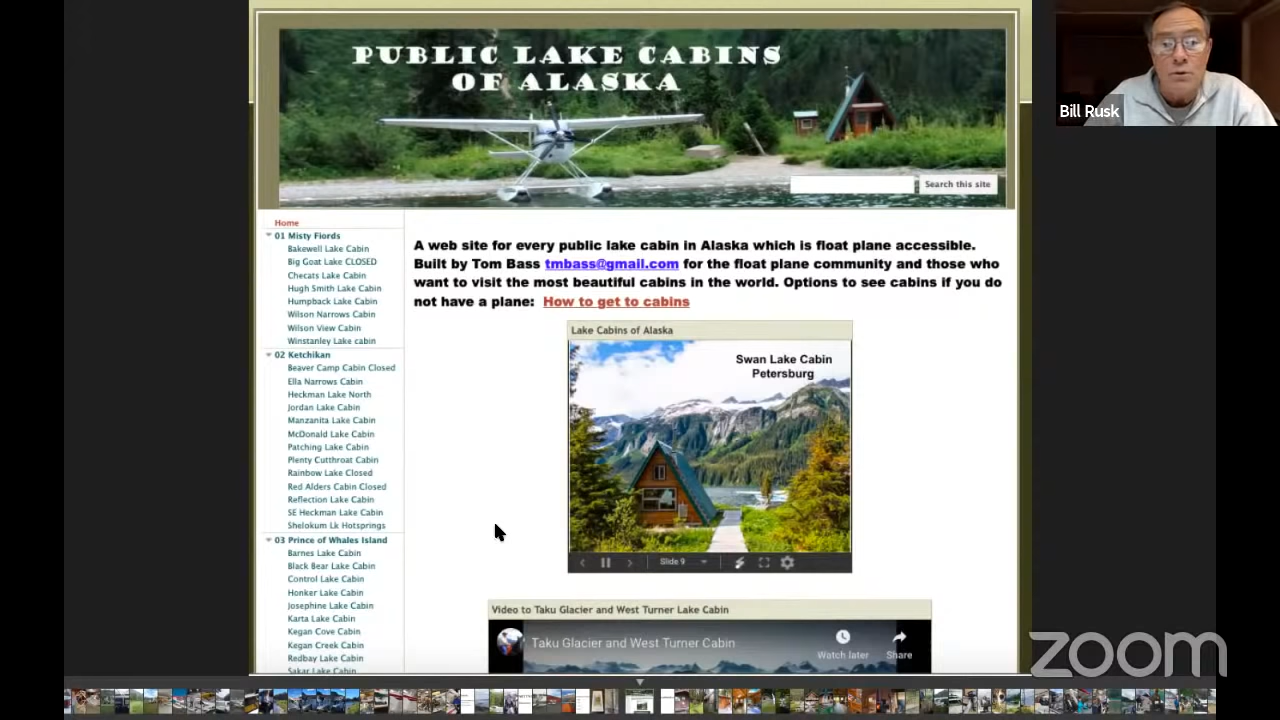 PUBLIC LAKE CABINS
OF ALASKA
Search this site
Bill Rusk
Home
01 Misty Fiords
Bakewell Lake Cabin
Big Goat Lake CLOSED
Checats Lake Cabin
Hugh Smith Lake Cabin
Humpback Lake Cabin
Wilson Narrows Cabin
Wilson View Cabin
Winstanley Lake cabin
02 Ketchikan
Beaver Camp Cabin Closed
Ella Narrows Cabin
Heckman Lake North
Jordan Lake Cabin
Manzanita Lake Cabin
McDonald Lake Cabin
Patching Lake Cabin
Plenty Cutthroat Cabin
Rainbow Lake Closed
Red Alders Cabin Closed
Reflection Lake Cabin
SE Heckman Lake Cabin
Shelokum Lk Hotsprings
03 Prince of Whales Island
Barnes Lake Cabin
Black Bear Lake Cabin
Control Lake Cabin
Honker Lake Cabin
Josephine Lake Cabin
Karta Lake Cabin
Kegan Cove Cabin
Kegan Creek Cabin
Redbay Lake Cabin
Sakar Lake Cabin
A web site for every public lake cabin in Alaska which is float plane accessible.
Built by Tom Bass tmbass@gmail.com for the float plane community and those who
want to visit the most beautiful cabins in the world. Options to see cabins if you do
not have a plane: How to get to cabins
Lake Cabins of Alaska
Swan Lake Cabin
Petersburg
Slide 9
Video to Taku Glacier and West Turner Lake Cabin
Taku Glacier and West Turner Cabin
Watch later
Share
zoom